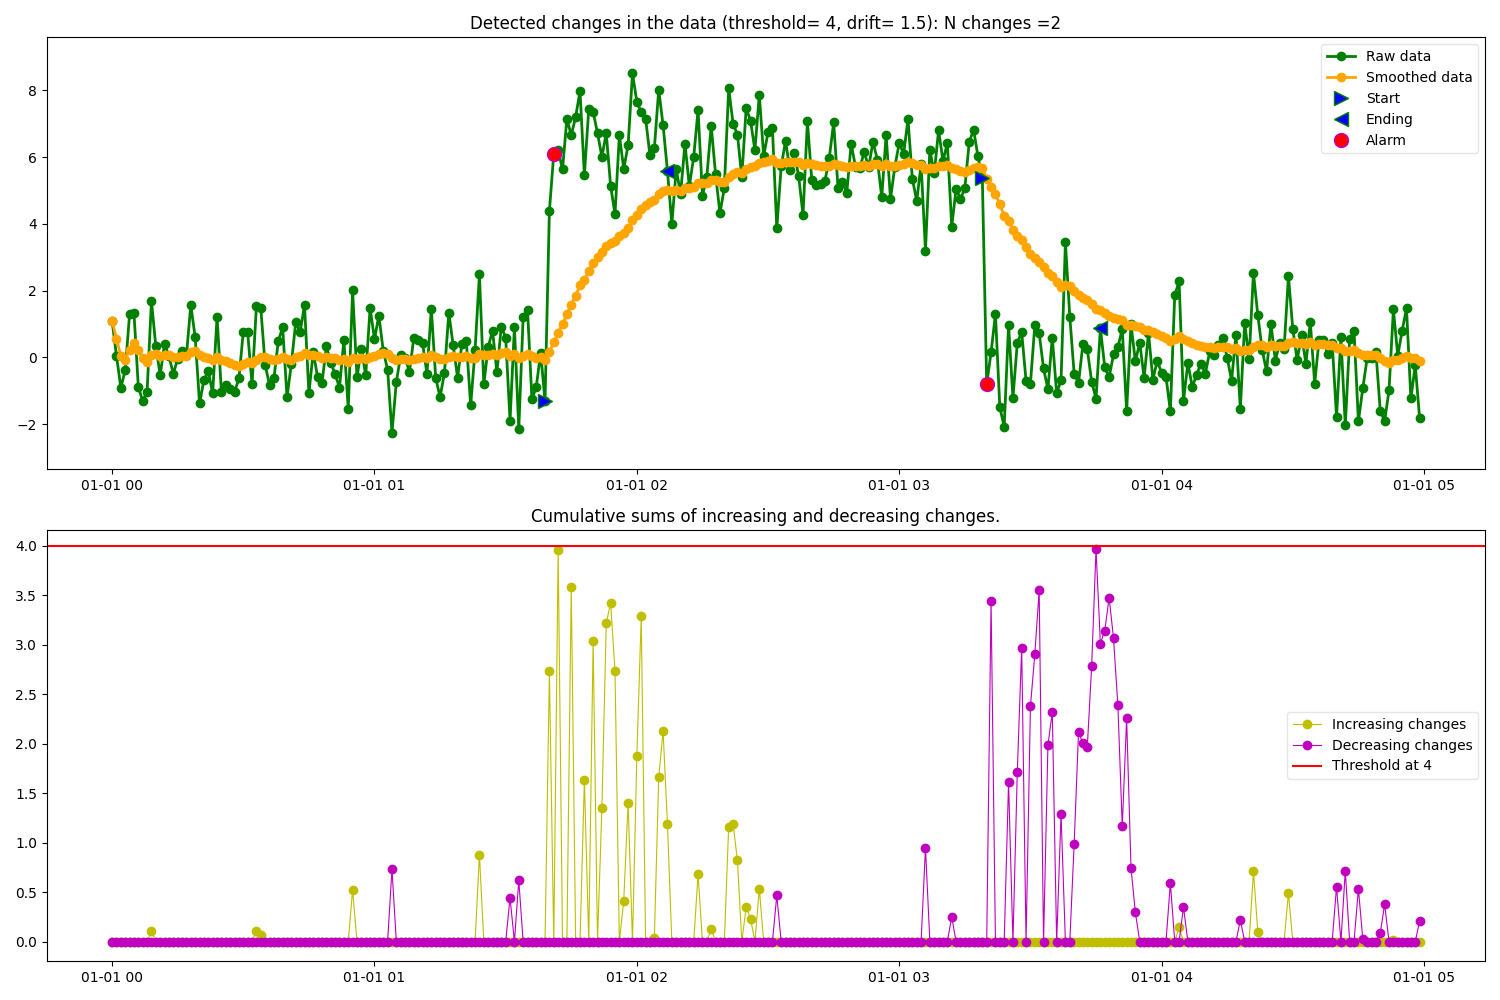 Detected changes in the data (threshold= 4, drift= 1.5): N changes =2
8
6
4
2
0
−2
Raw data
Smoothed data
Start
Ending
Alarm
01-01 00
01-01 01
01-01 02
01-01 03
01-01 04
01-01 05
Cumulative sums of increasing and decreasing changes.
4.0
3.5
3.0
2.5
2.0
1.5
1.0
0.5
0.0
Increasing changes
Decreasing changes
Threshold at 4
01-01 00
01-01 01
01-01 02
01-01 03
01-01 04
01-01 05